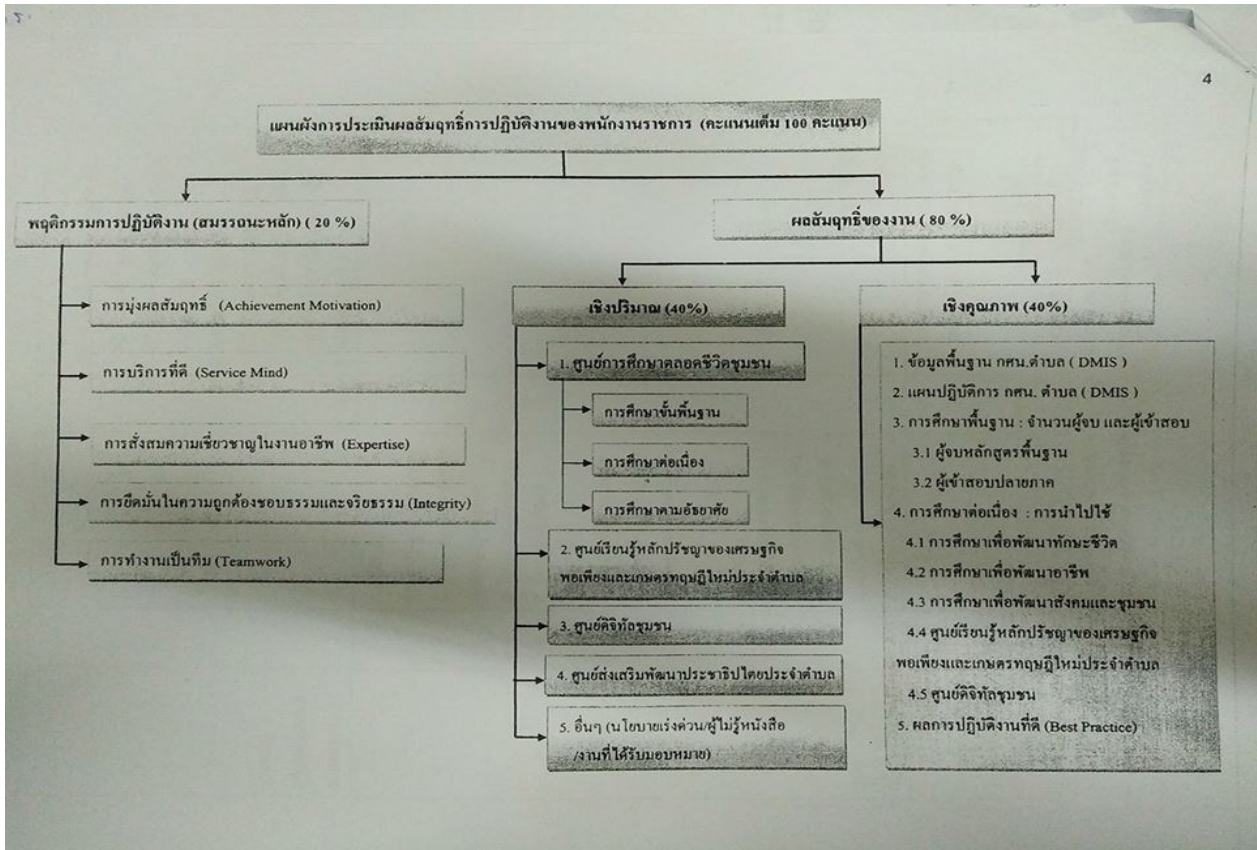 4
แผนผังการประเมินผลสัมฤทธิ์การปฏิบัติงานของพนักงานราชการ (คะแนนเต็ม 100 คะแนน)
พฤติกรรมการปฏิบัติงาน (สมรรถนะหลัก) ( 20 %)
การมุ่งผลสัมฤทธิ์ (Achievement Motivation)
การบริการที่ดี (Service Mind)
การสั่งสมความเชี่ยวชาญในงานอาชีพ (Expertise)
การยึดมั่นในความถูกต้องชอบธรรมและจริยธรรม (Integrity)
การทำงานเป็นทีม (Teamwork)
ผลสัมฤทธิ์ของงาน ( 80 %)
เชิงปริมาณ (40%)
1. ศูนย์การศึกษาตลอดชีวิตชุมชน
การศึกษาขั้นพื้นฐาน
การศึกษาต่อเนื่อง
การศึกษาตามอัธยาศัย
2. ศูนย์เรียนรู้หลักปรัชญาของเศรษฐกิจ
พอเพียงและเกษตรทฤษฎีใหม่ประจำตำบล
3. ศูนย์ดิจิทัลชุมชน
4. ศูนย์ส่งเสริมพัฒนาประชาธิปไตยประจำตำบล
5. อื่นๆ (นโยบายเร่งด่วน/ผู้ไม่รู้หนังสือ
/งานที่ได้รับมอบหมาย)
เชิงคุณภาพ (40%)
1. ข้อมูลพื้นฐาน กศน.ตำบล ( DMIS )
2. แผนปฏิบัติการ กศน. ตำบล ( DMIS )
3. การศึกษาพื้นฐาน : จำนวนผู้จบ และผู้เข้าสอบ
3.1 ผู้จบหลักสูตรพื้นฐาน
3.2 ผู้เข้าสอบปลายภาค
4. การศึกษาต่อเนื่อง : การนำไปใช้
4.1 การศึกษาเพื่อพัฒนาทักษะชีวิต
4.2 การศึกษาเพื่อพัฒนาอาชีพ
4.3 การศึกษาเพื่อพัฒนาสังคมและชุมชน
4.4 ศูนย์เรียนรู้หลักปรัชญาของเศรษฐกิจ
พอเพียงและเกษตรทฤษฎีใหม่ประจำตำบล
4.5 ศูนย์ดิจิทัลชุมชน
5. ผลการปฏิบัติงานที่ดี (Best Practice)